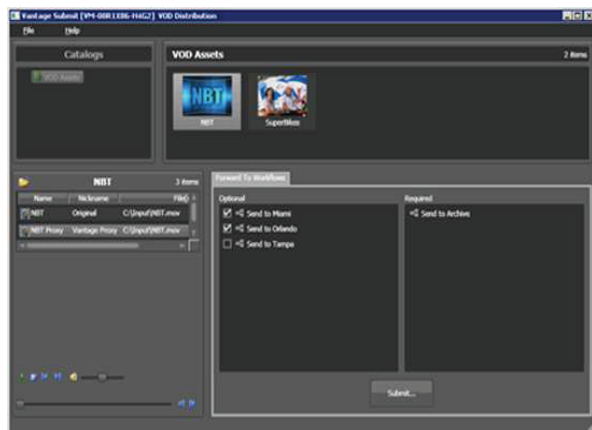 Vantage Submit [VM-08R1XB6-H4G2] VOD Distribution
File Help
Catalogs
VOD Assets
VOD Assets 2 items
NBT
NBT SuperBikes
NBT 3 items
Name Nickname File(s)
NBT Original C:\Input\NBT.mov
NBT Proxy Vantage Proxy C:\Input\NBT.mov
Forward To Workflows
Optional Required
Send to Miami Send to Archive
Send to Orlando
Send to Tampa
Submit...